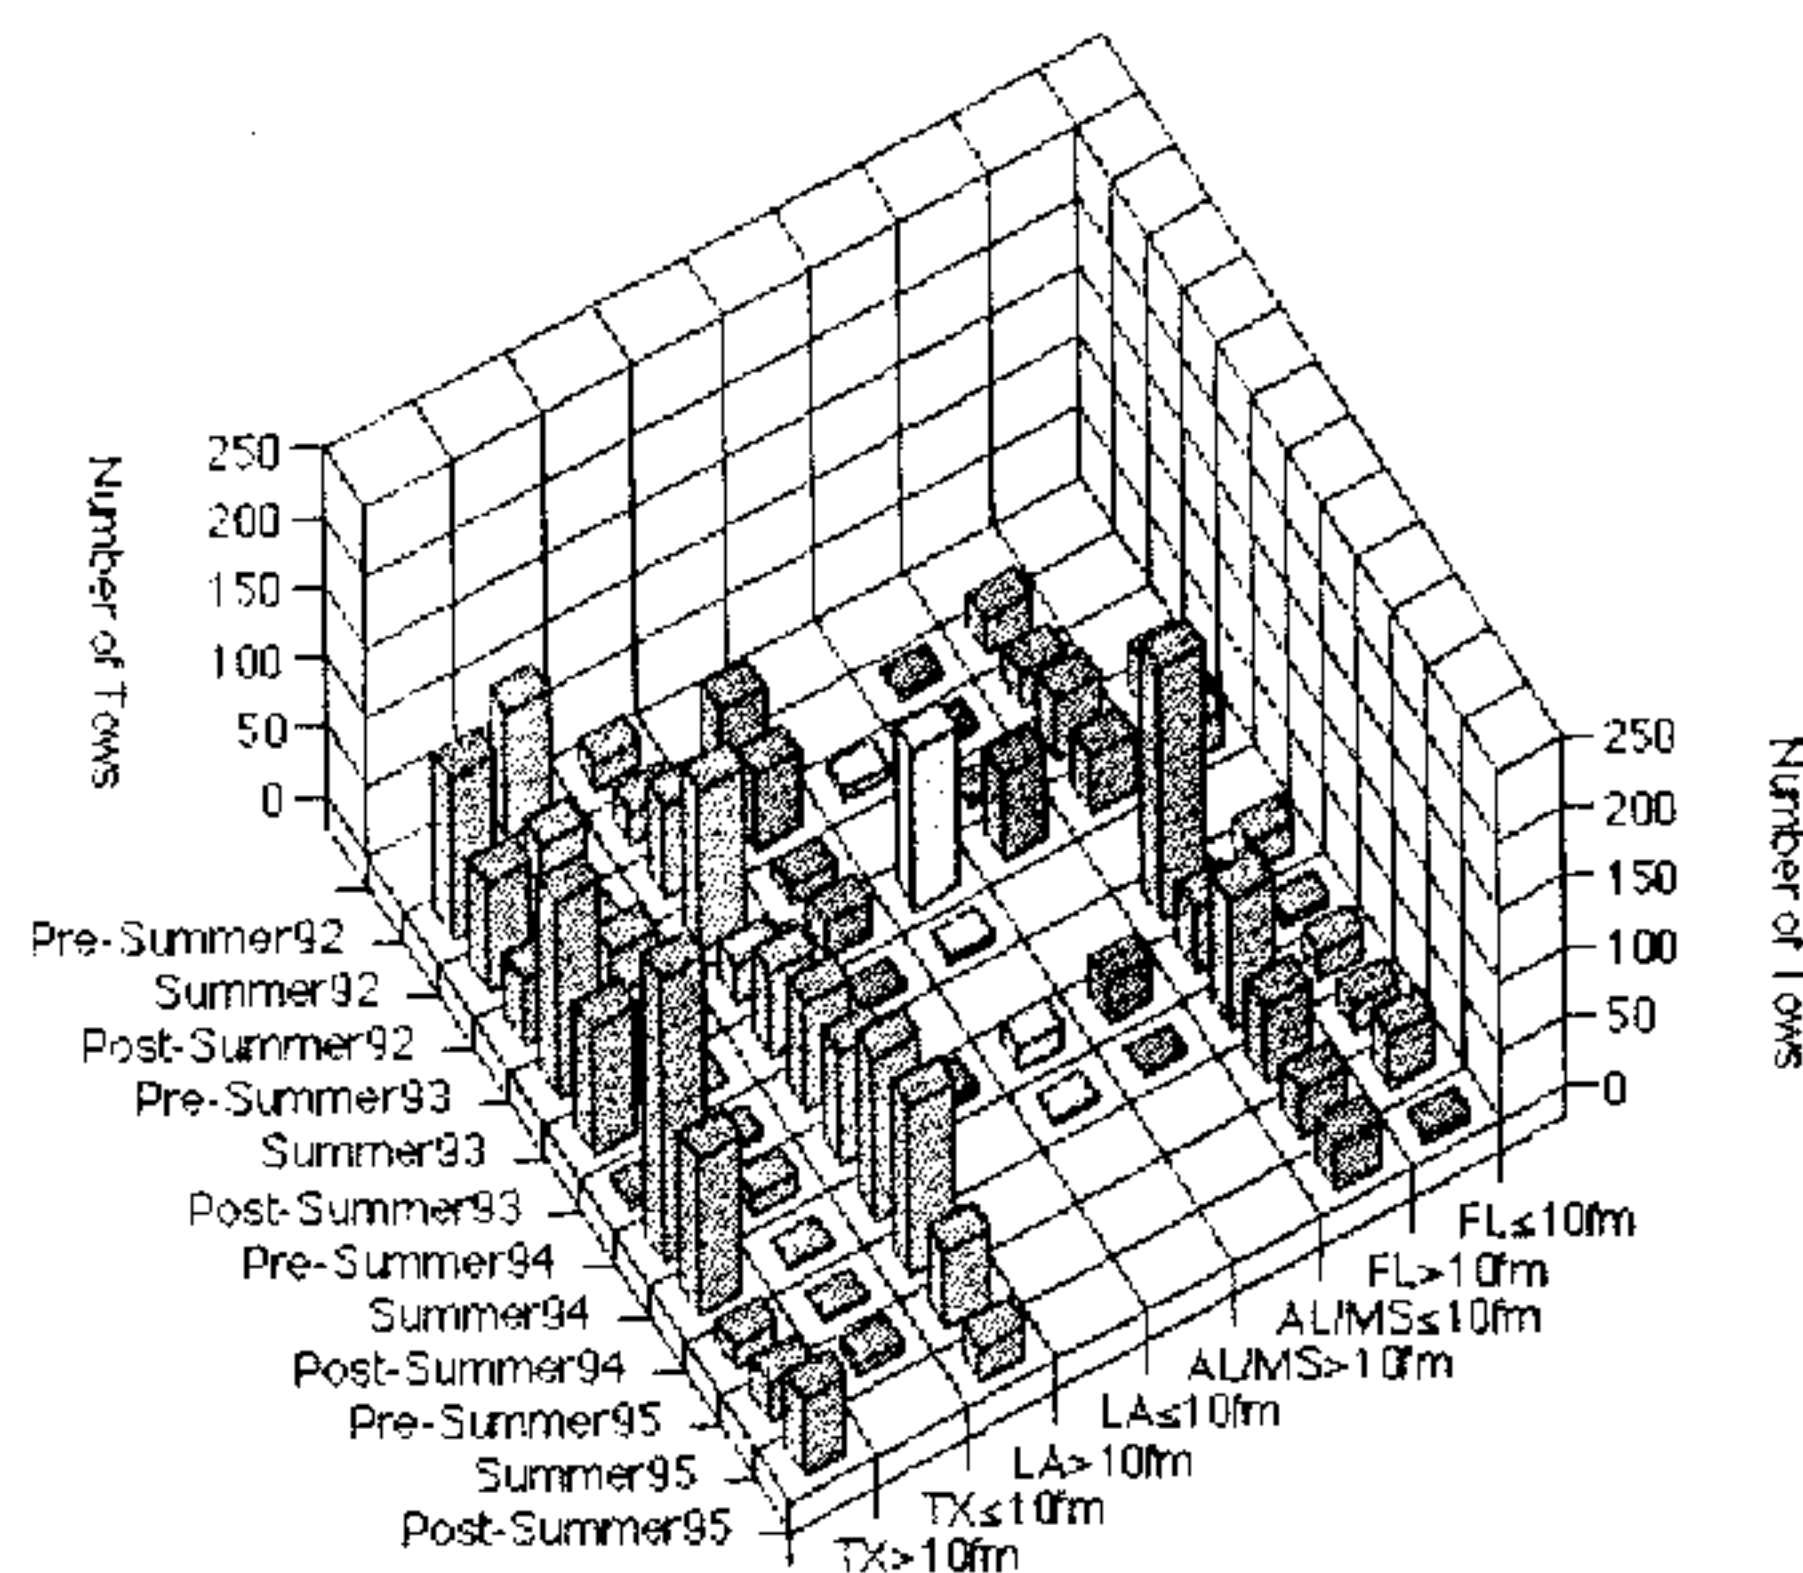 Number of Tows
250
200
150
100
50
0
Pre-Summer92
Summer92
Post-Summer92
Pre-Summer93
Summer93
Post-Summer93
Pre-Summer94
Summer94
Post-Summer94
Pre-Summer95
Summer95
Post-Summer95
TX>10fm
TX≤10fm
LA>10fm
LA≤10fm
AL/MS>10fm
AL/MS≤10fm
FL>10fm
FL≤10fm
250
200
150
100
50
0
Number of Tows